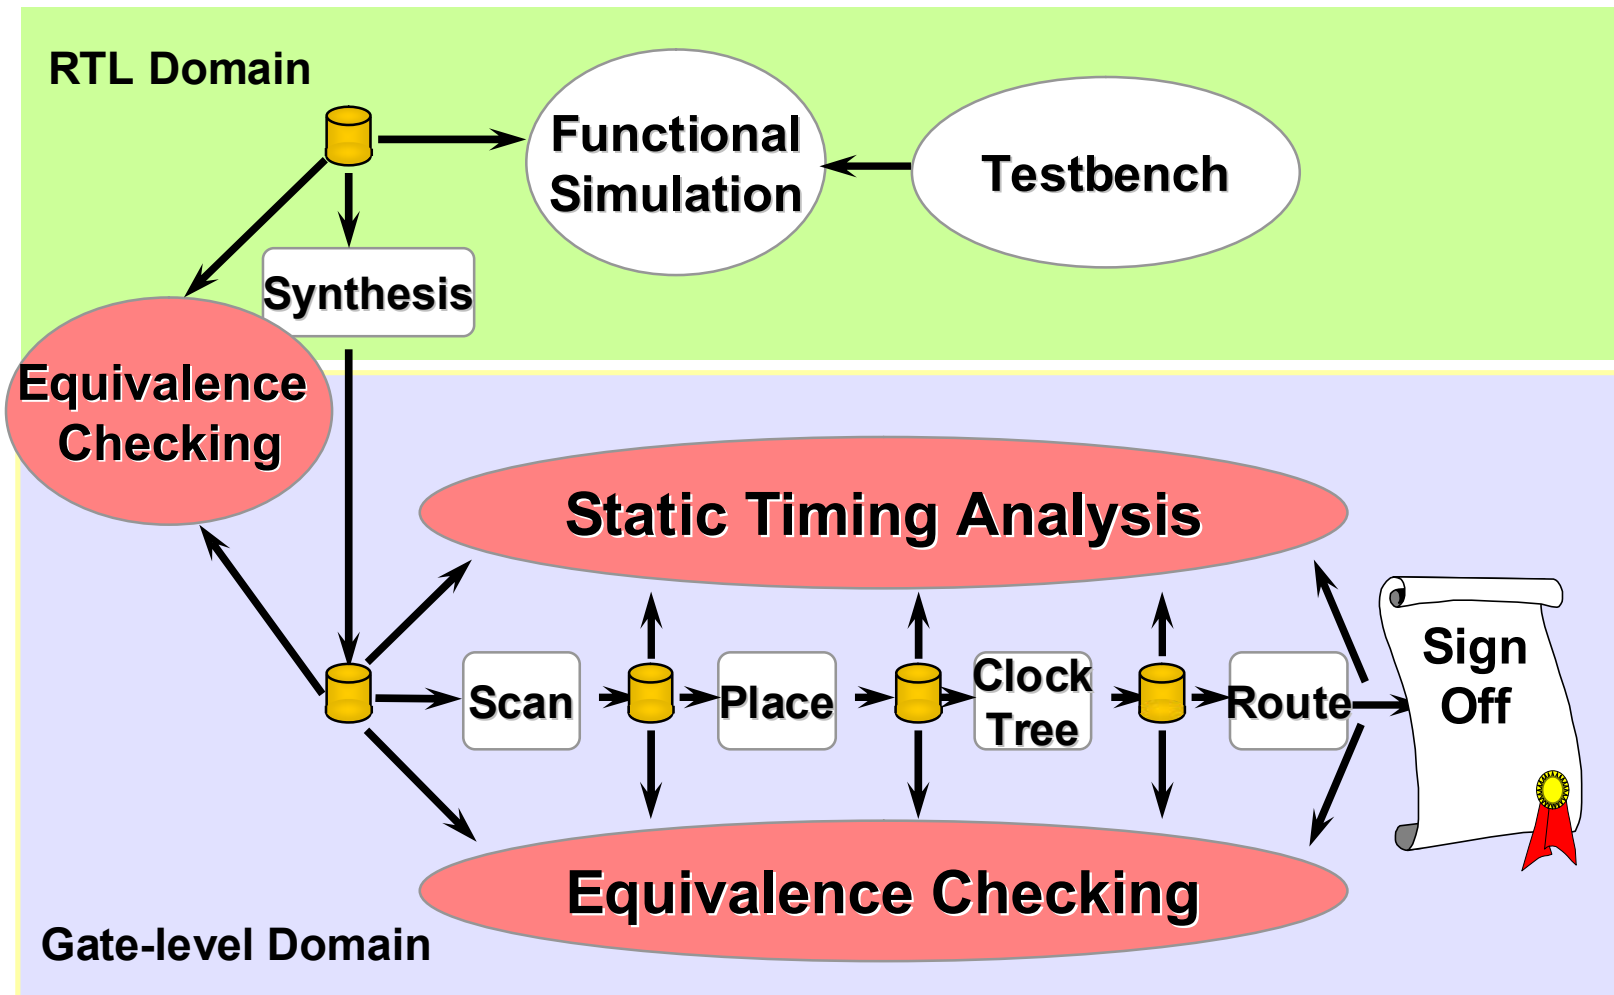 RTL Domain
Functional
Simulation
Testbench
Synthesis
Equivalence
Checking
Static Timing Analysis
Scan
Place
Clock
Tree
Route
Sign
Off
Equivalence Checking
Gate-level Domain